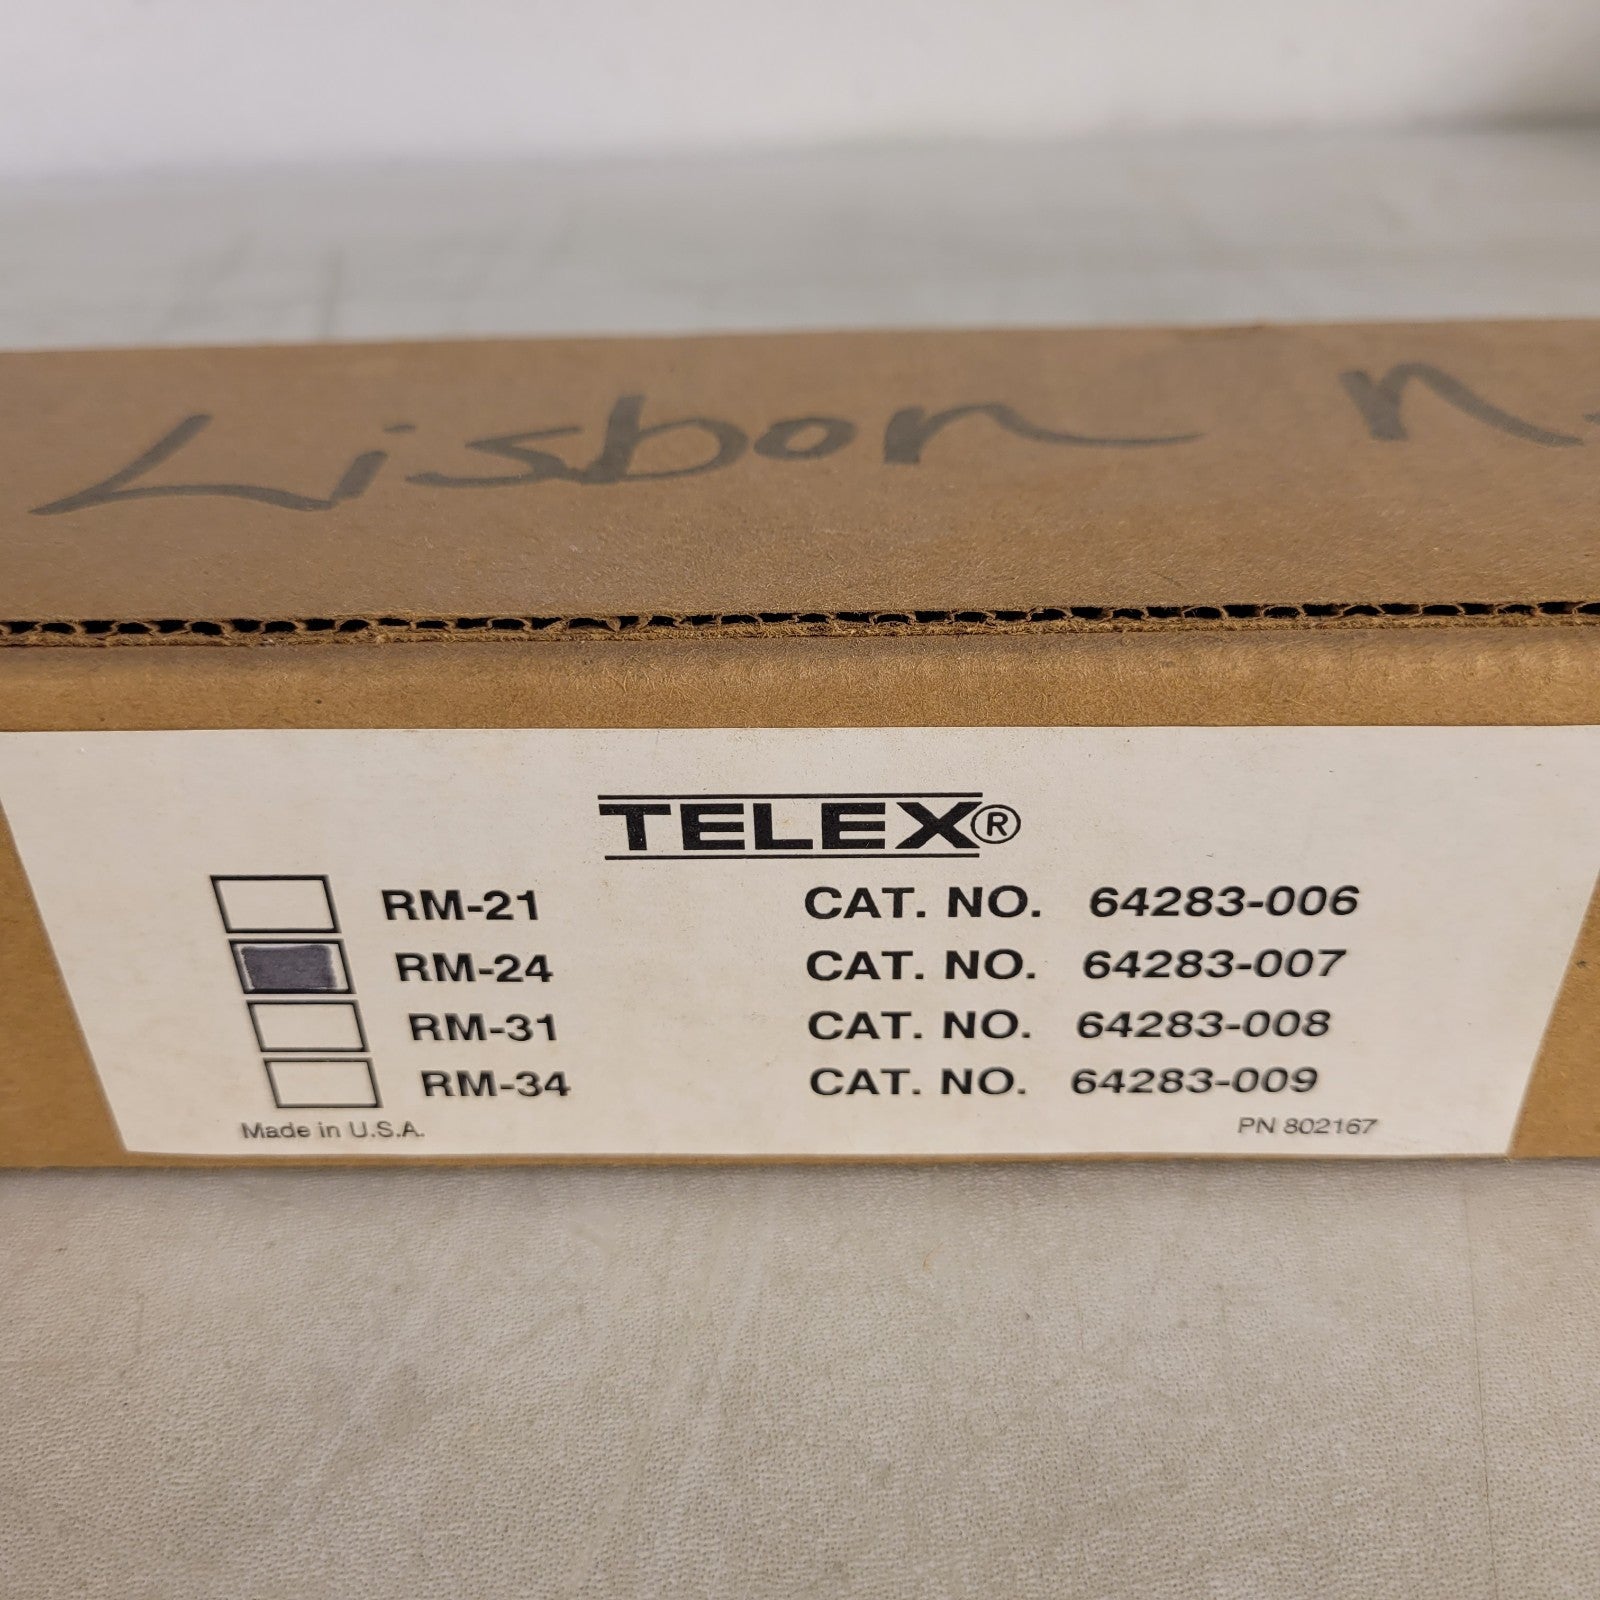 Lisbon N.
TELEX®
RM-21 CAT. NO. 64283-006
RM-24 CAT. NO. 64283-007
RM-31 CAT. NO. 64283-008
RM-34 CAT. NO. 64283-009
Made in U.S.A. PN 802167